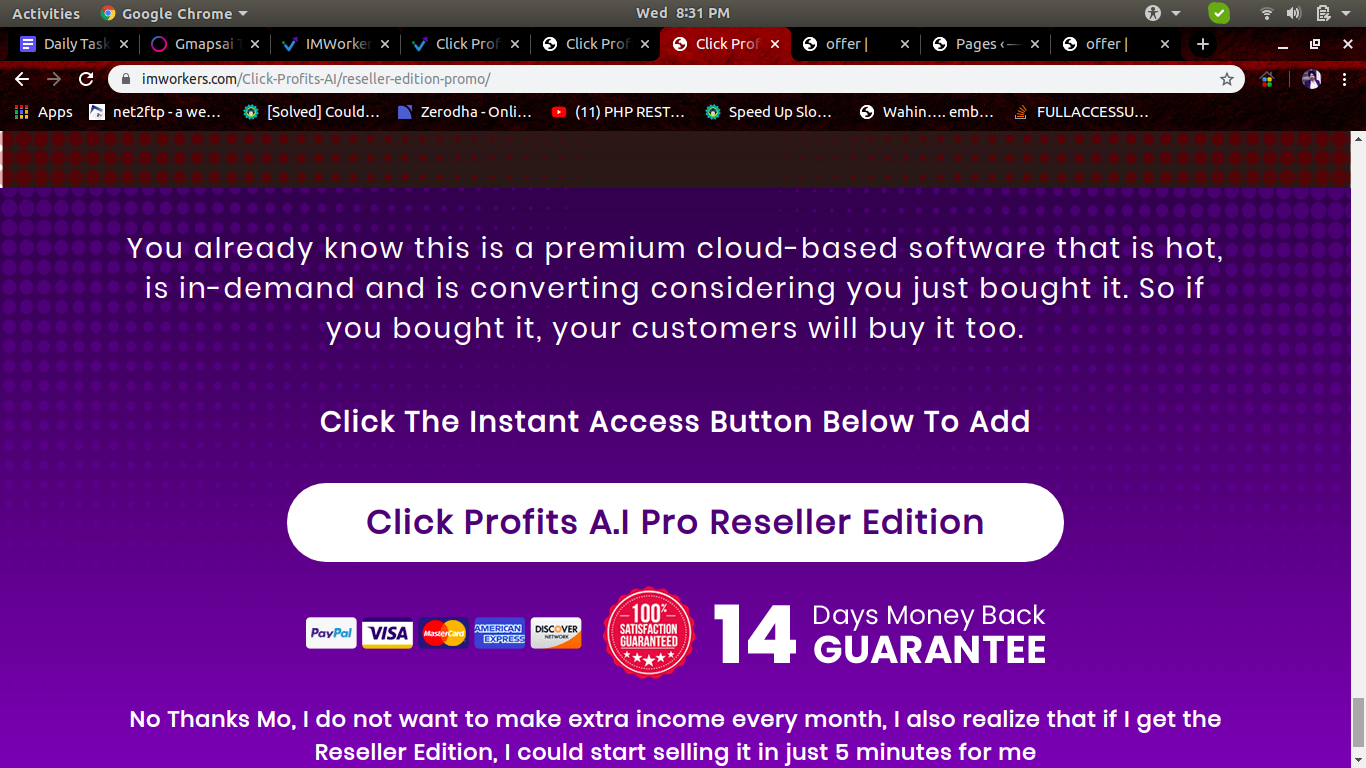 Activities Google Chrome Wed 8:31 PM
Daily Task Gmapsai T IMWorker Click Prof Click Prof Click Prof offer | Pages ‹ — offer |
imworkers.com/Click-Profits-AI/reseller-edition-promo/
Apps net2ftp - a we... [Solved] Could... Zerodha - Onli... (11) PHP REST... Speed Up Slo... Wahin.... emb... FULLACCESSU...
You already know this is a premium cloud-based software that is hot,
is in-demand and is converting considering you just bought it. So if
you bought it, your customers will buy it too.
Click The Instant Access Button Below To Add
Click Profits A.I Pro Reseller Edition
PayPal VISA MasterCard AMERICAN EXPRESS DISCOVER NETWORK
100%
SATISFACTION
GUARANTEED
14 Days Money Back
GUARANTEE
No Thanks Mo, I do not want to make extra income every month, I also realize that if I get the
Reseller Edition, I could start selling it in just 5 minutes for me